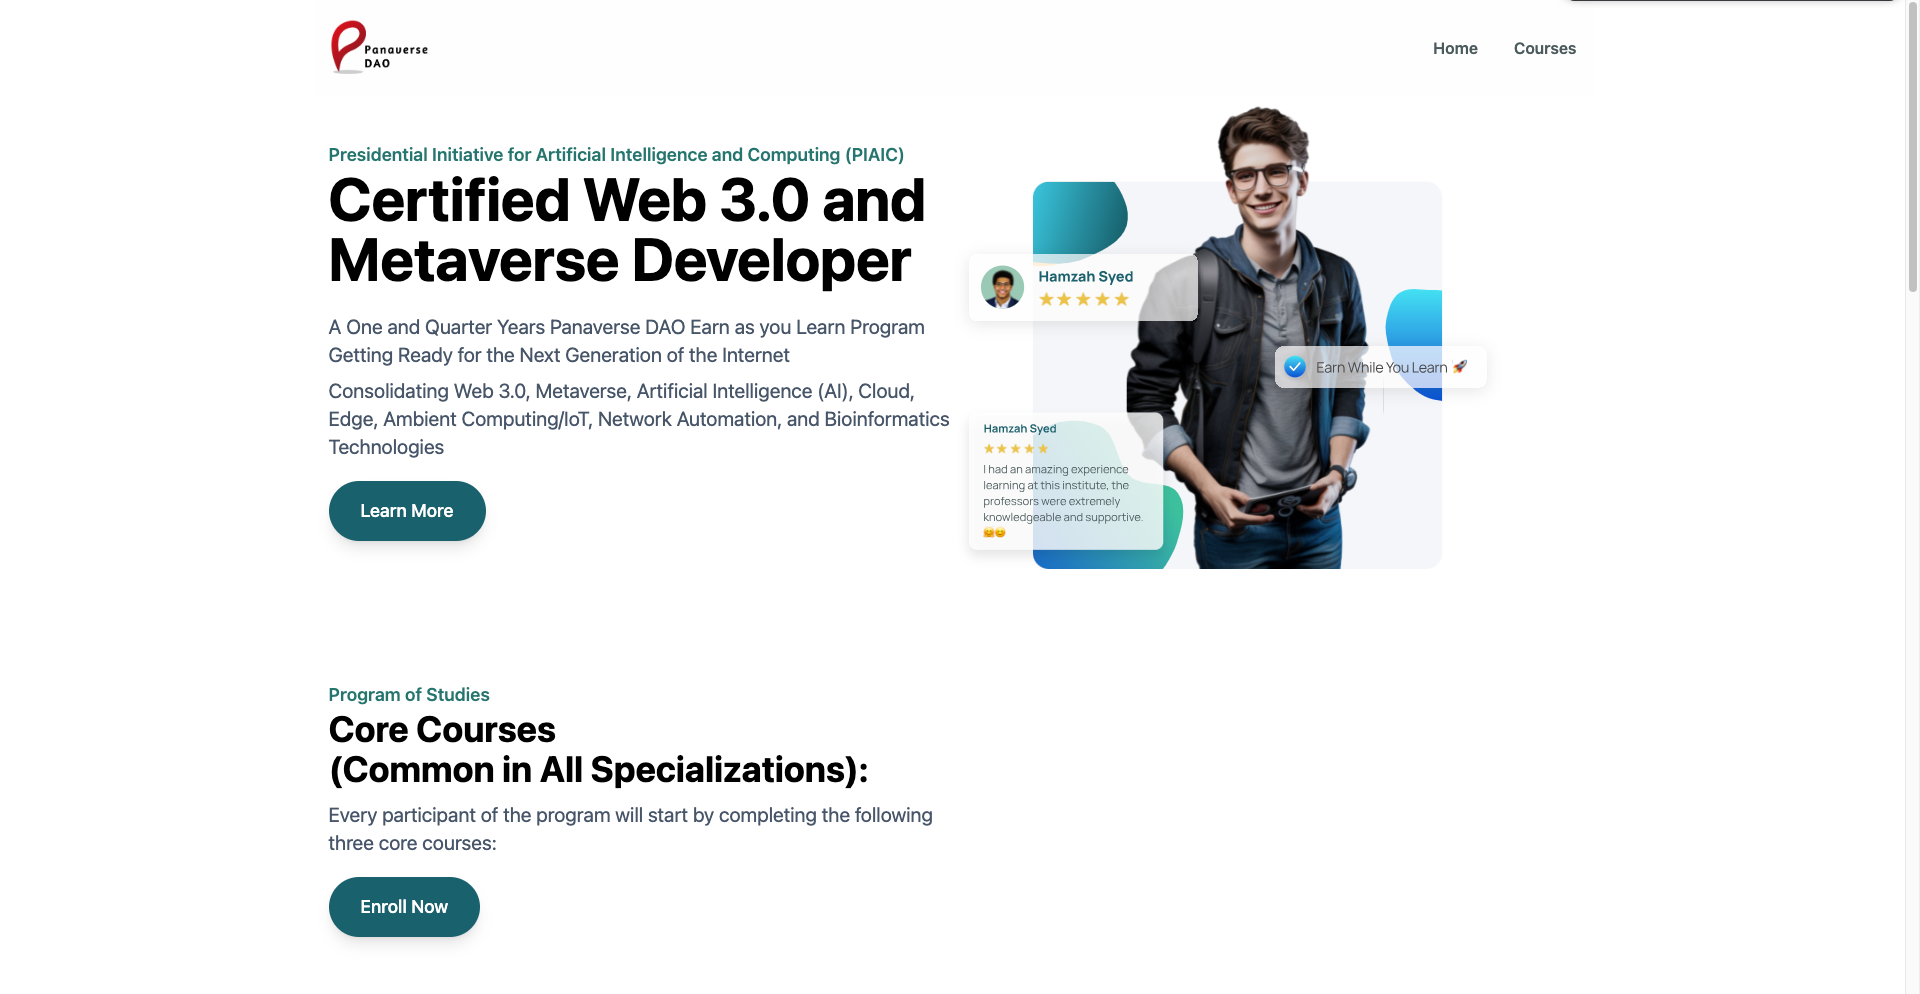 Panaverse
DAO
Home
Courses
Presidential Initiative for Artificial Intelligence and Computing (PIAIC)
Certified Web 3.0 and
Metaverse Developer
A One and Quarter Years Panaverse DAO Earn as you Learn Program
Getting Ready for the Next Generation of the Internet
Consolidating Web 3.0, Metaverse, Artificial Intelligence (AI), Cloud,
Edge, Ambient Computing/IoT, Network Automation, and Bioinformatics
Technologies
Learn More
Hamzah Syed
Earn While You Learn 🚀
Hamzah Syed
I had an amazing experience
learning at this institute, the
professors were extremely
knowledgeable and supportive.
🤗😊
Program of Studies
Core Courses
(Common in All Specializations):
Every participant of the program will start by completing the following
three core courses:
Enroll Now